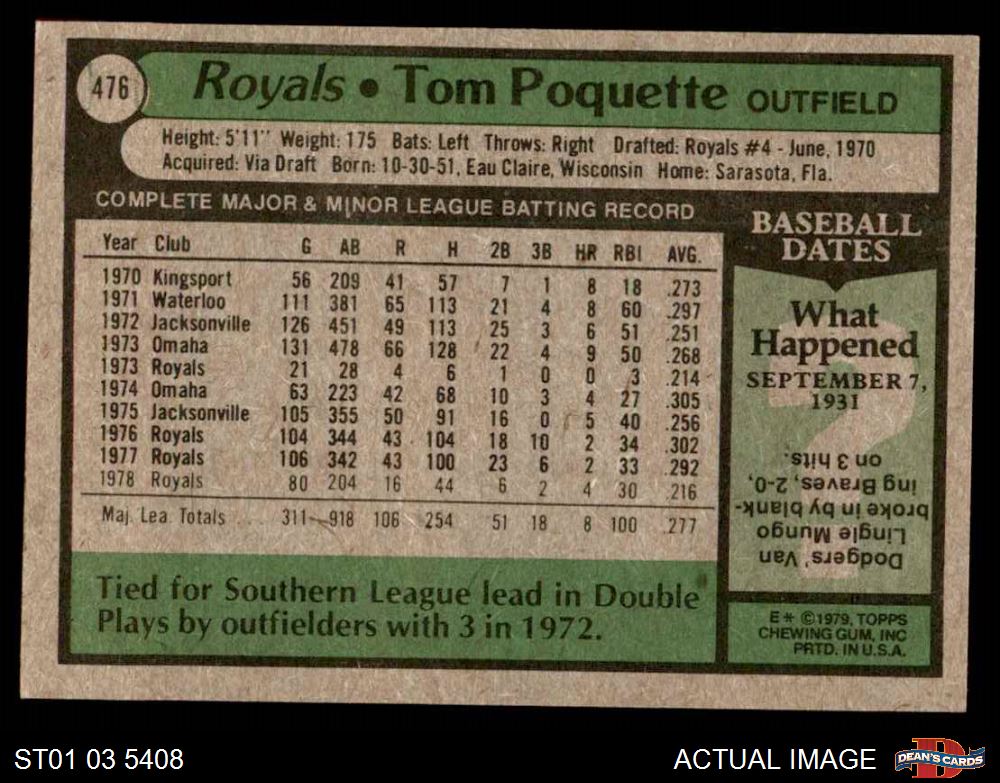 476
Royals • Tom Poquette OUTFIELD
Height: 5'11" Weight: 175 Bats: Left Throws: Right Drafted: Royals #4 - June, 1970
Acquired: Via Draft Born: 10-30-51, Eau Claire, Wisconsin Home: Sarasota, Fla.
COMPLETE MAJOR & MINOR LEAGUE BATTING RECORD
Year Club G AB R H 2B 3B HR RBI AVG.
1970 Kingsport 56 209 41 57 7 1 8 18 .273
1971 Waterloo 111 381 65 113 21 4 8 60 .297
1972 Jacksonville 126 451 49 113 25 3 6 51 .251
1973 Omaha 131 478 66 128 22 4 9 50 .268
1973 Royals 21 28 4 6 1 0 0 3 .214
1974 Omaha 63 223 42 68 10 3 4 27 .305
1975 Jacksonville 105 355 50 91 16 0 5 40 .256
1976 Royals 104 344 43 104 18 10 2 34 .302
1977 Royals 106 342 43 100 23 6 2 33 .292
1978 Royals 80 204 16 44 6 2 4 30 .216
Maj. Lea. Totals 311 918 106 254 51 18 8 100 .277
Tied for Southern League lead in Double
Plays by outfielders with 3 in 1972.
BASEBALL
DATES
What
Happened
SEPTEMBER 7,
1931
?
Dodgers' Van
Lingle Mungo
broke in by blank-
ing Braves, 2-0,
on 3 hits.
E* ©1979, TOPPS
CHEWING GUM, INC
PRTD. IN U.S.A.
ST01 03 5408
ACTUAL IMAGE
D
DEAN'S CARDS